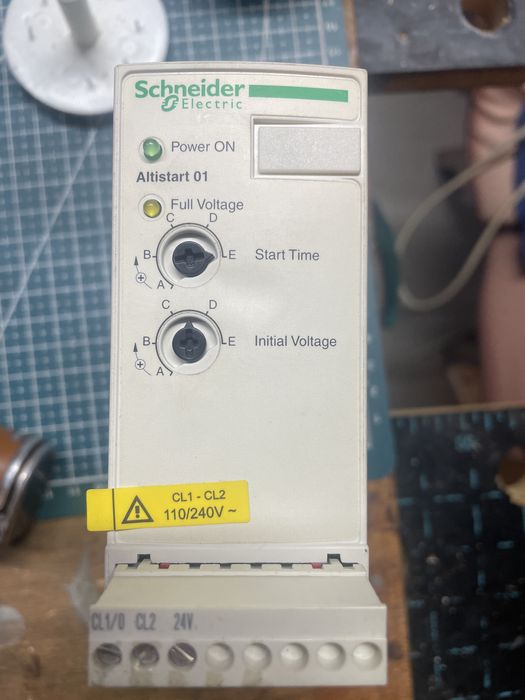 Schneider
Electric
Power ON
Altistart 01
Full Voltage
C D
B E Start Time
A
C D
B E Initial Voltage
A
CL1 - CL2
110/240V ~
CL1/0 CL2 24V